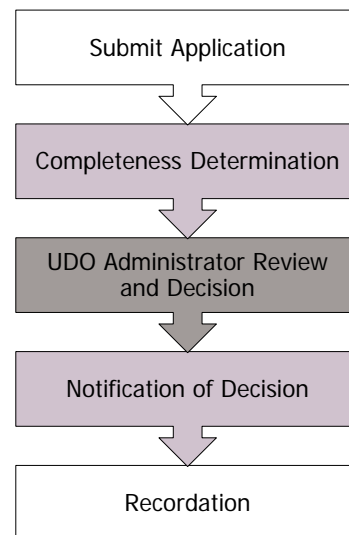 Submit Application
Completeness Determination
UDO Administrator Review
and Decision
Notification of Decision
Recordation